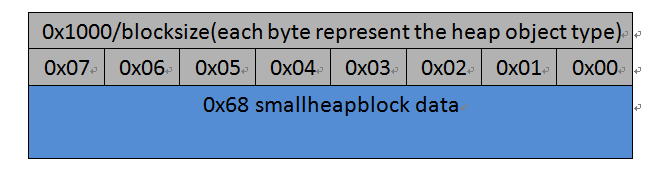 0x1000/blocksize(each byte represent the heap object type)
0x07 0x06 0x05 0x04 0x03 0x02 0x01 0x00
0x68 smallheapblock data